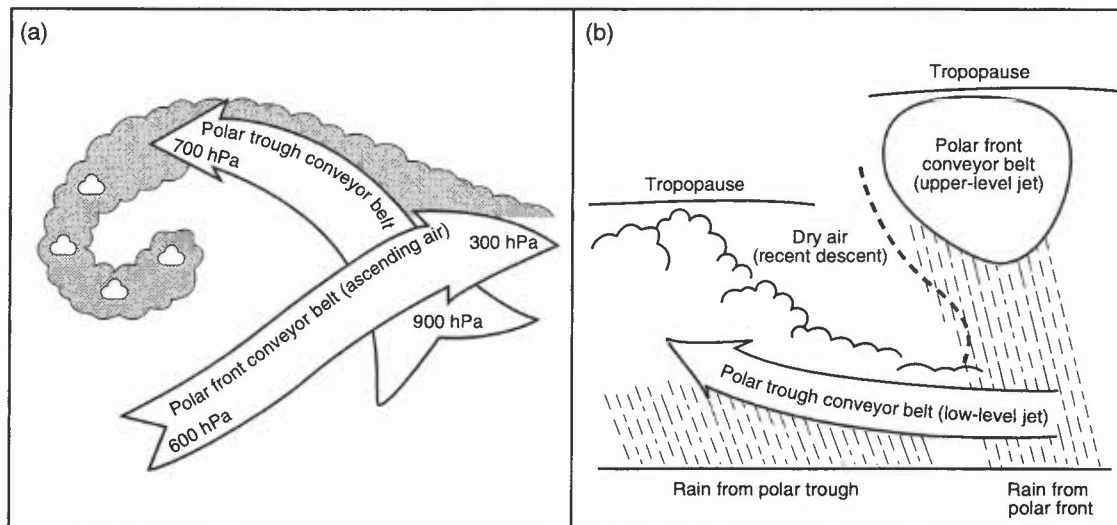 (a)
Polar trough conveyor belt
700 hPa
Polar front conveyor belt (ascending air)
300 hPa
900 hPa
600 hPa
(b)
Tropopause
Polar front
conveyor belt
(upper-level jet)
Tropopause
Dry air
(recent descent)
Polar trough conveyor belt (low-level jet)
Rain from polar trough
Rain from
polar front